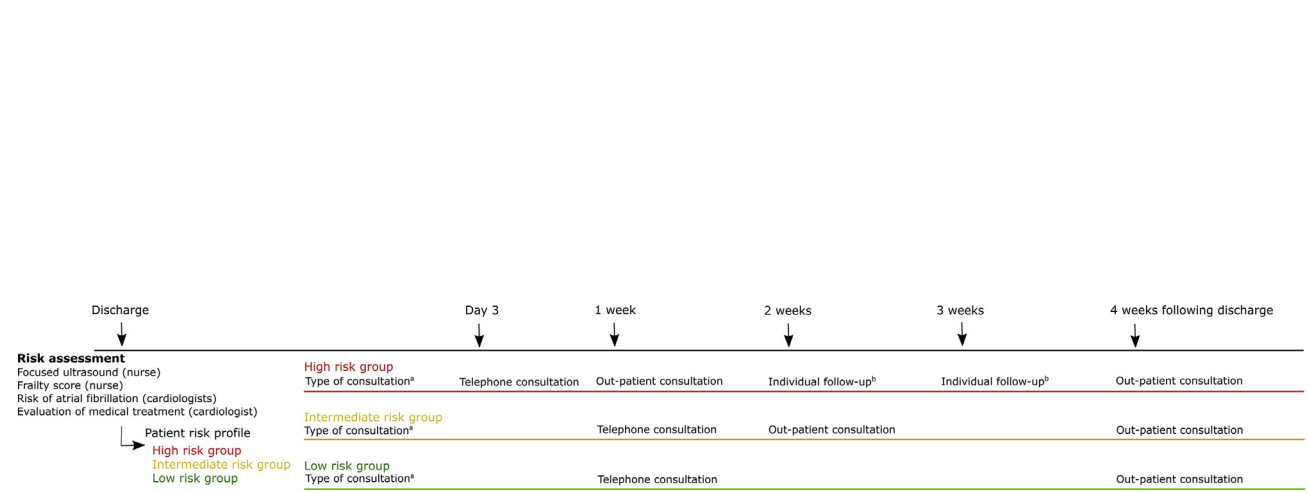 Discharge Day 3 1 week 2 weeks 3 weeks 4 weeks following discharge
Risk assessment
Focused ultrasound (nurse)
Frailty score (nurse)
Risk of atrial fibrillation (cardiologists)
Evaluation of medical treatment (cardiologist)
Patient risk profile
High risk group
Intermediate risk group
Low risk group
High risk group
Type of consultationᵃ Telephone consultation Out-patient consultation Individual follow-upᵇ Individual follow-upᵇ Out-patient consultation
Intermediate risk group
Type of consultationᵃ Telephone consultation Out-patient consultation Out-patient consultation
Low risk group
Type of consultationᵃ Telephone consultation Out-patient consultation